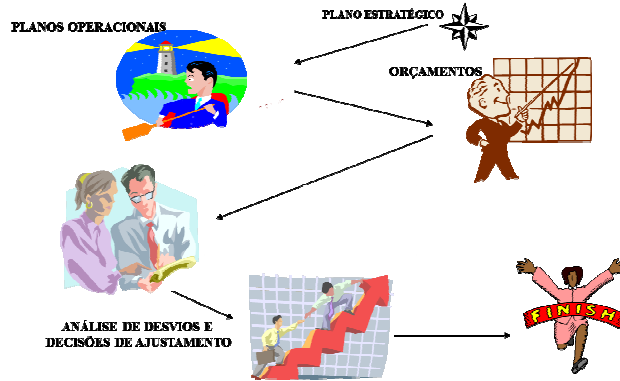 PLANO ESTRATÉGICO
PLANOS OPERACIONAIS
ORÇAMENTOS
ANÁLISE DE DESVIOS E
DECISÕES DE AJUSTAMENTO
FINISH